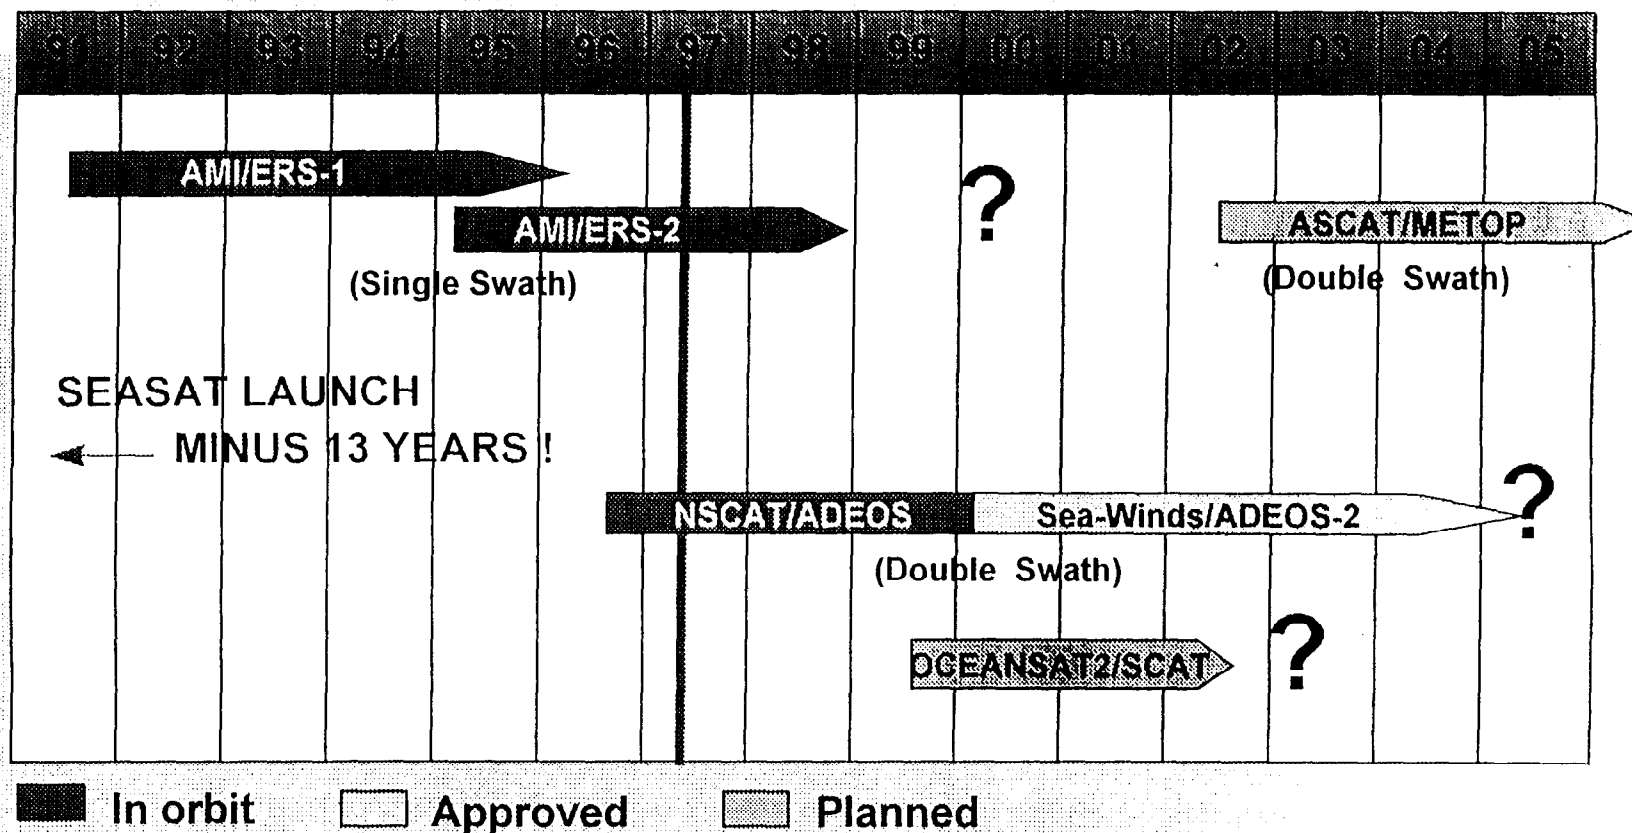 91 92 93 94 95 96 97 98 99 00 01 02 03 04 05
AMI/ERS-1
?
AMI/ERS-2
ASCAT/METOP
(Single Swath)
(Double Swath)
SEASAT LAUNCH
MINUS 13 YEARS !
?
NSCAT/ADEOS
Sea-Winds/ADEOS-2
(Double Swath)
?
OCEANSAT2/SCAT
In orbit
Approved
Planned